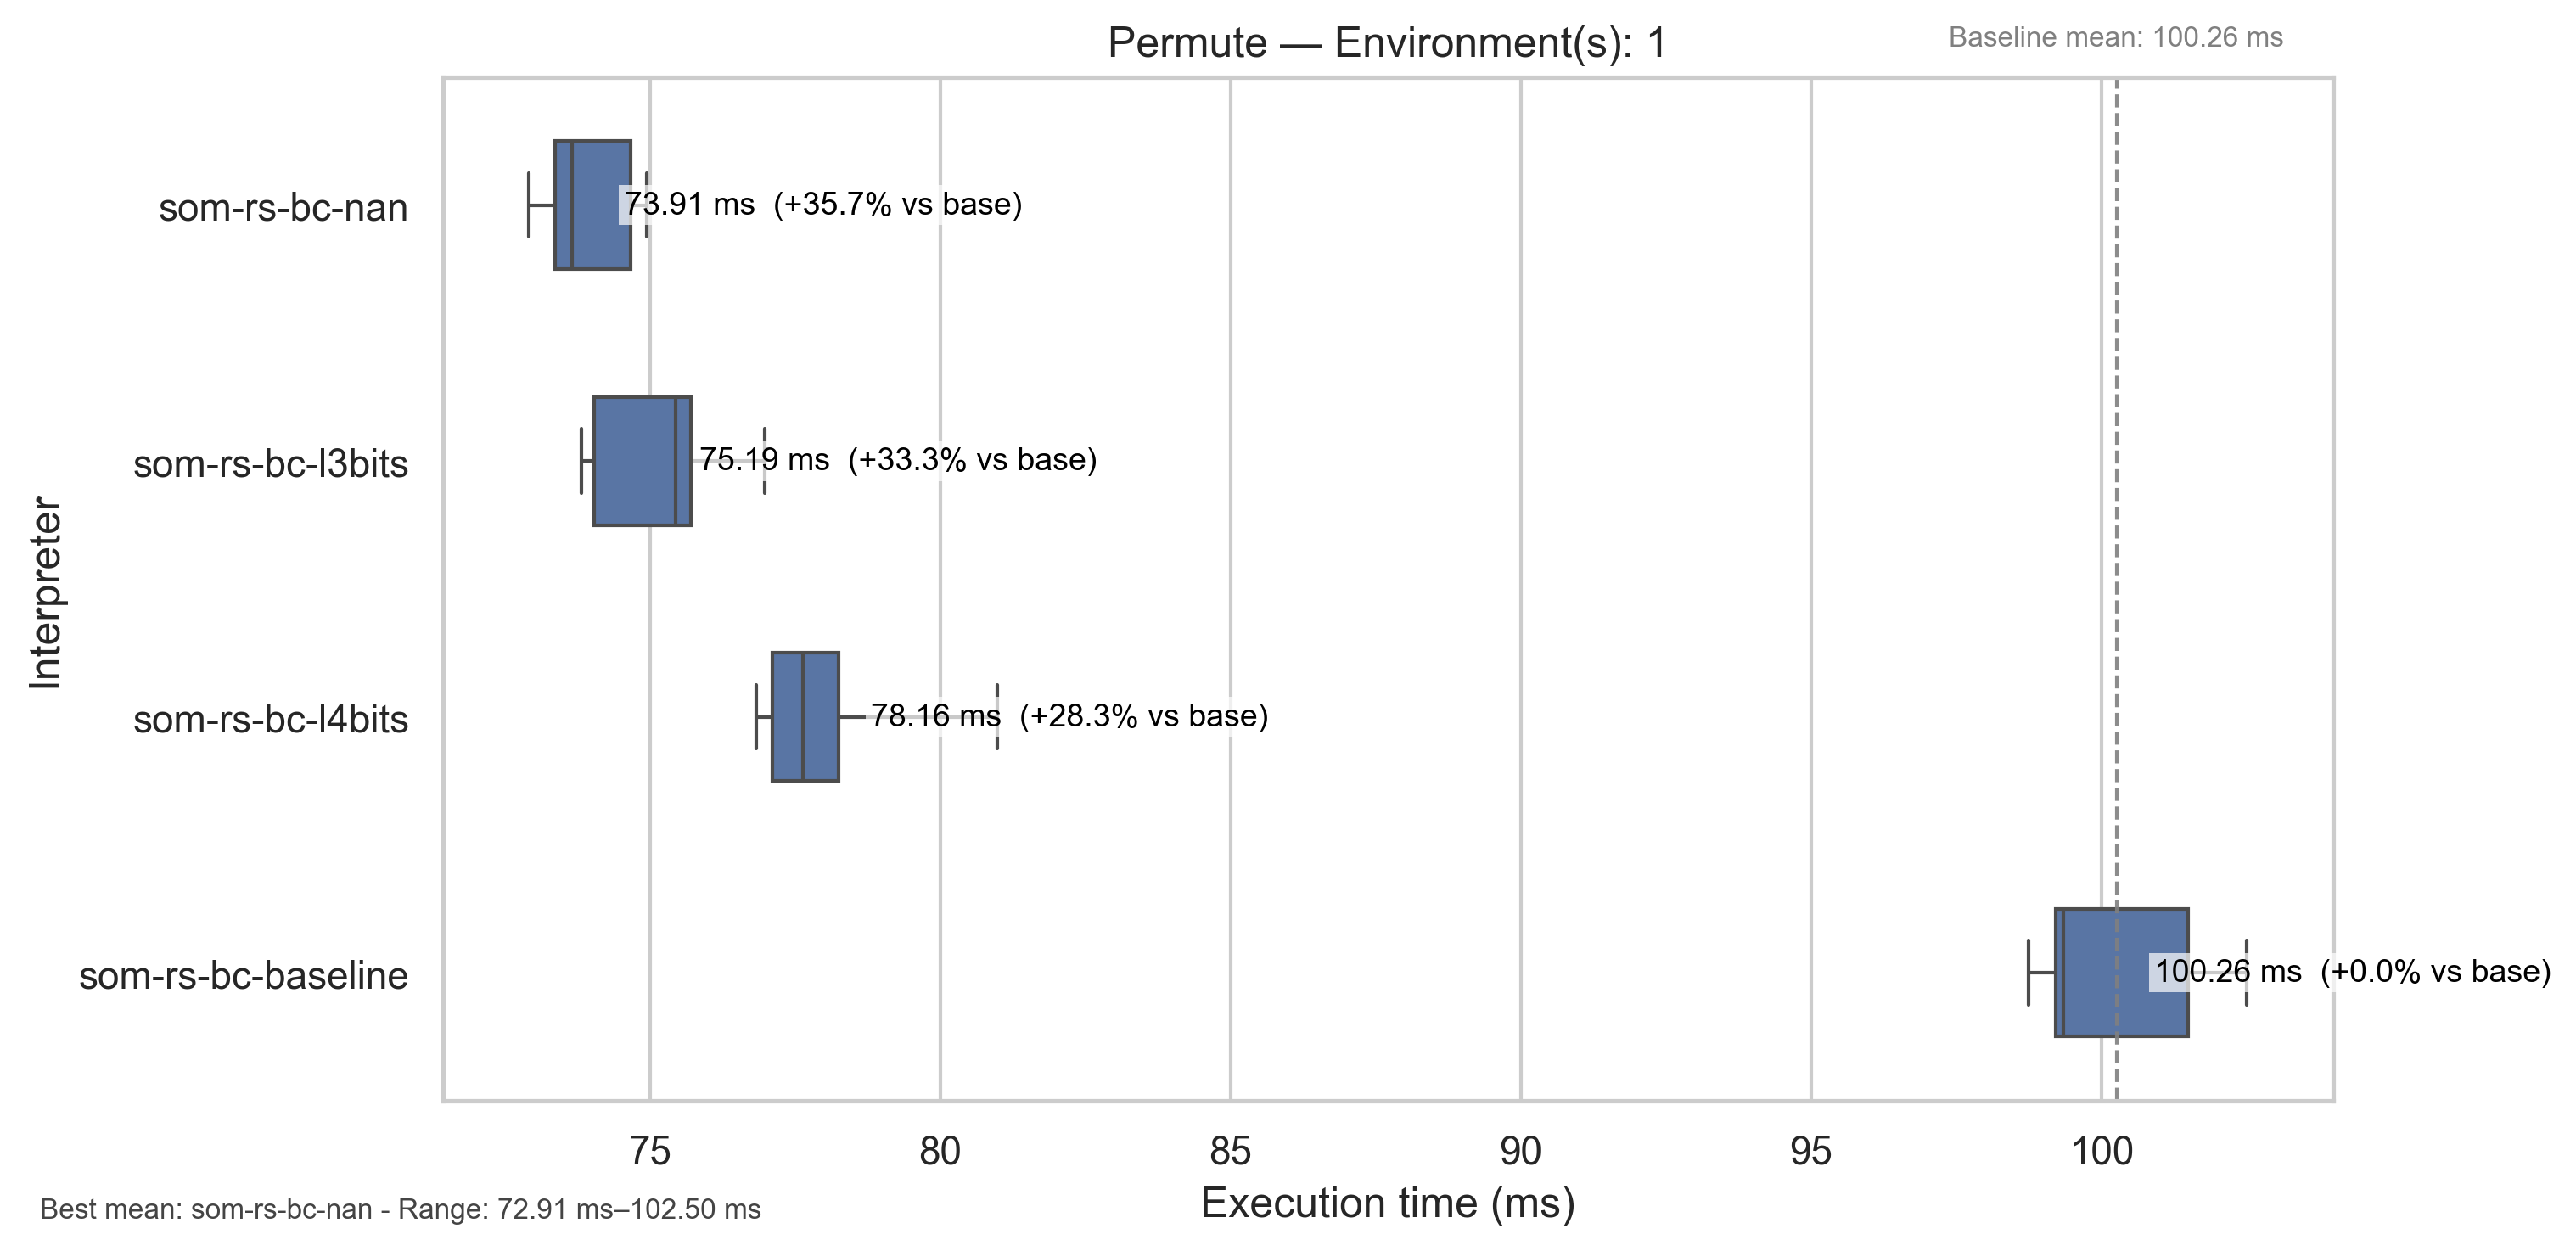 Permute — Environment(s): 1
Baseline mean: 100.26 ms
Interpreter
som-rs-bc-nan
73.91 ms (+35.7% vs base)
som-rs-bc-l3bits
75.19 ms (+33.3% vs base)
som-rs-bc-l4bits
78.16 ms (+28.3% vs base)
som-rs-bc-baseline
100.26 ms (+0.0% vs base)
75 80 85 90 95 100
Execution time (ms)
Best mean: som-rs-bc-nan - Range: 72.91 ms–102.50 ms